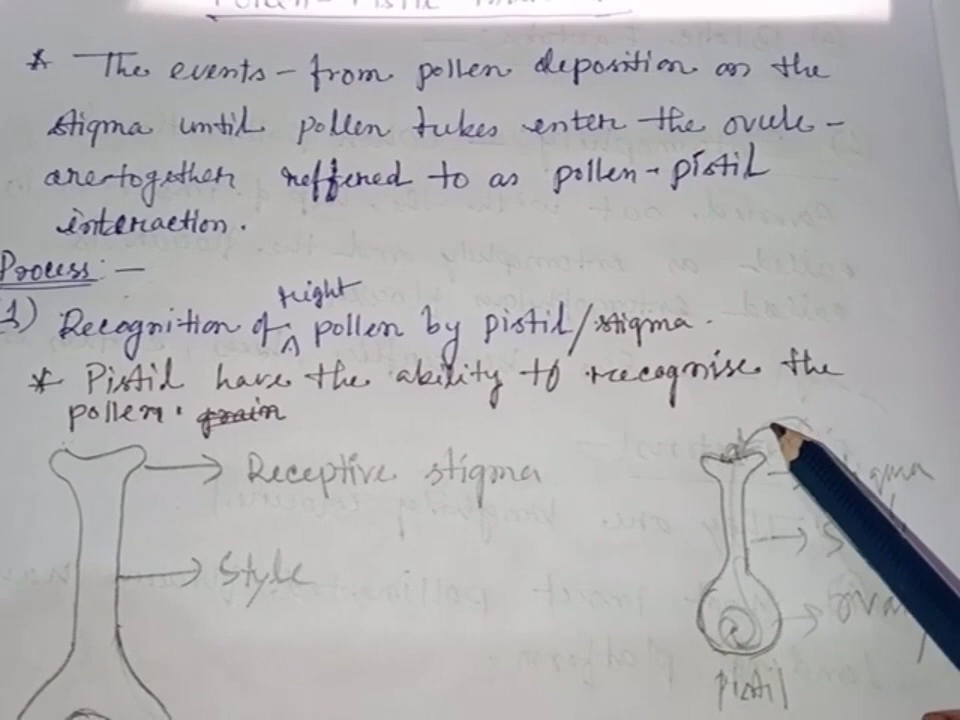 Pollen - Pistil
* The events - from pollen deposition on the
stigma until pollen tubes enter the ovule -
are together reffered to as pollen - pistil
interaction.
Process: -
1) Recognition of right pollen by pistil/stigma.
* Pistil have the ability to recognise the
pollen. grain
Receptive stigma
Style
pistil